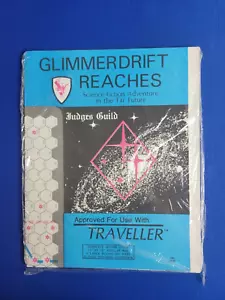 GLIMMERDRIFT
REACHES
Science Fiction Adventure
in the Far Future
Judges Guild
Approved For Use With
TRAVELLER